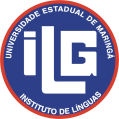 UNIVERSIDADE ESTADUAL DE MARINGÁ
ILG
INSTITUTO DE LÍNGUAS